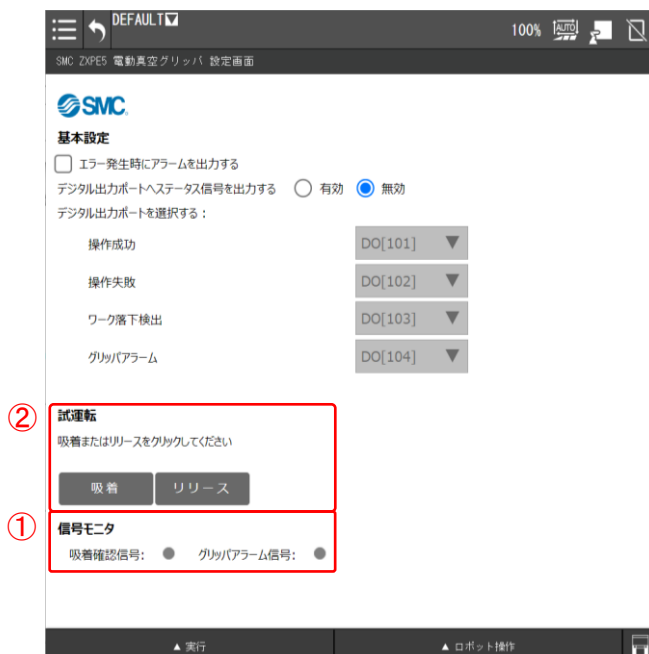 DEFAULT
100% AUTO
SMC ZXPE5 電動真空グリッパ 設定画面
SMC
基本設定
エラー発生時にアラームを出力する
デジタル出力ポートへステータス信号を出力する 有効 無効
デジタル出力ポートを選択する：
操作成功 DO[101] ▼
操作失敗 DO[102] ▼
ワーク落下検出 DO[103] ▼
グリッパアラーム DO[104] ▼
② 試運転
吸着またはリリースをクリックしてください
吸着 リリース
① 信号モニタ
吸着確認信号: グリッパアラーム信号:
▲ 実行 ▲ ロボット操作